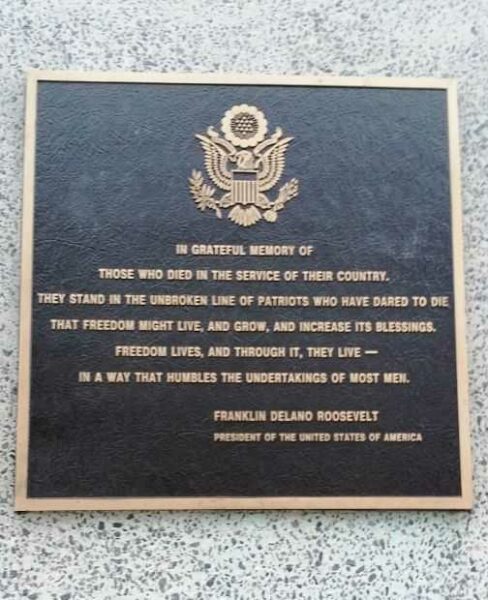 IN GRATEFUL MEMORY OF
THOSE WHO DIED IN THE SERVICE OF THEIR COUNTRY.
THEY STAND IN THE UNBROKEN LINE OF PATRIOTS WHO HAVE DARED TO DIE
THAT FREEDOM MIGHT LIVE, AND GROW, AND INCREASE ITS BLESSINGS.
FREEDOM LIVES, AND THROUGH IT, THEY LIVE —
IN A WAY THAT HUMBLES THE UNDERTAKINGS OF MOST MEN.
FRANKLIN DELANO ROOSEVELT
PRESIDENT OF THE UNITED STATES OF AMERICA